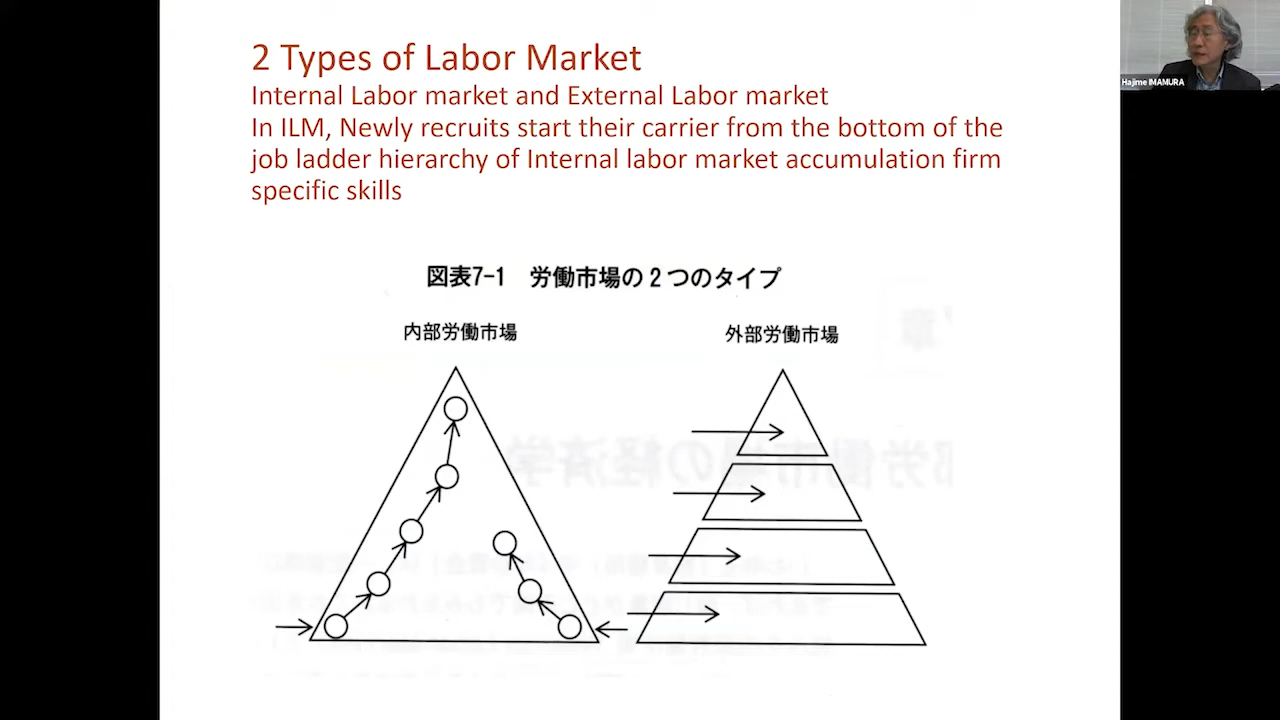 2 Types of Labor Market
Internal Labor market and External Labor market
In ILM, Newly recruits start their carrier from the bottom of the
job ladder hierarchy of Internal labor market accumulation firm
specific skills
Hajime IMAMURA
図表7-1 労働市場の2つのタイプ
内部労働市場
外部労働市場